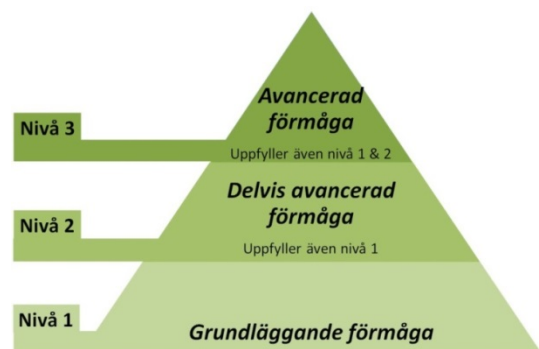 Avancerad
förmåga
Nivå 3
Uppfyller även nivå 1 & 2
Delvis avancerad
förmåga
Nivå 2
Uppfyller även nivå 1
Nivå 1
Grundläggande förmåga